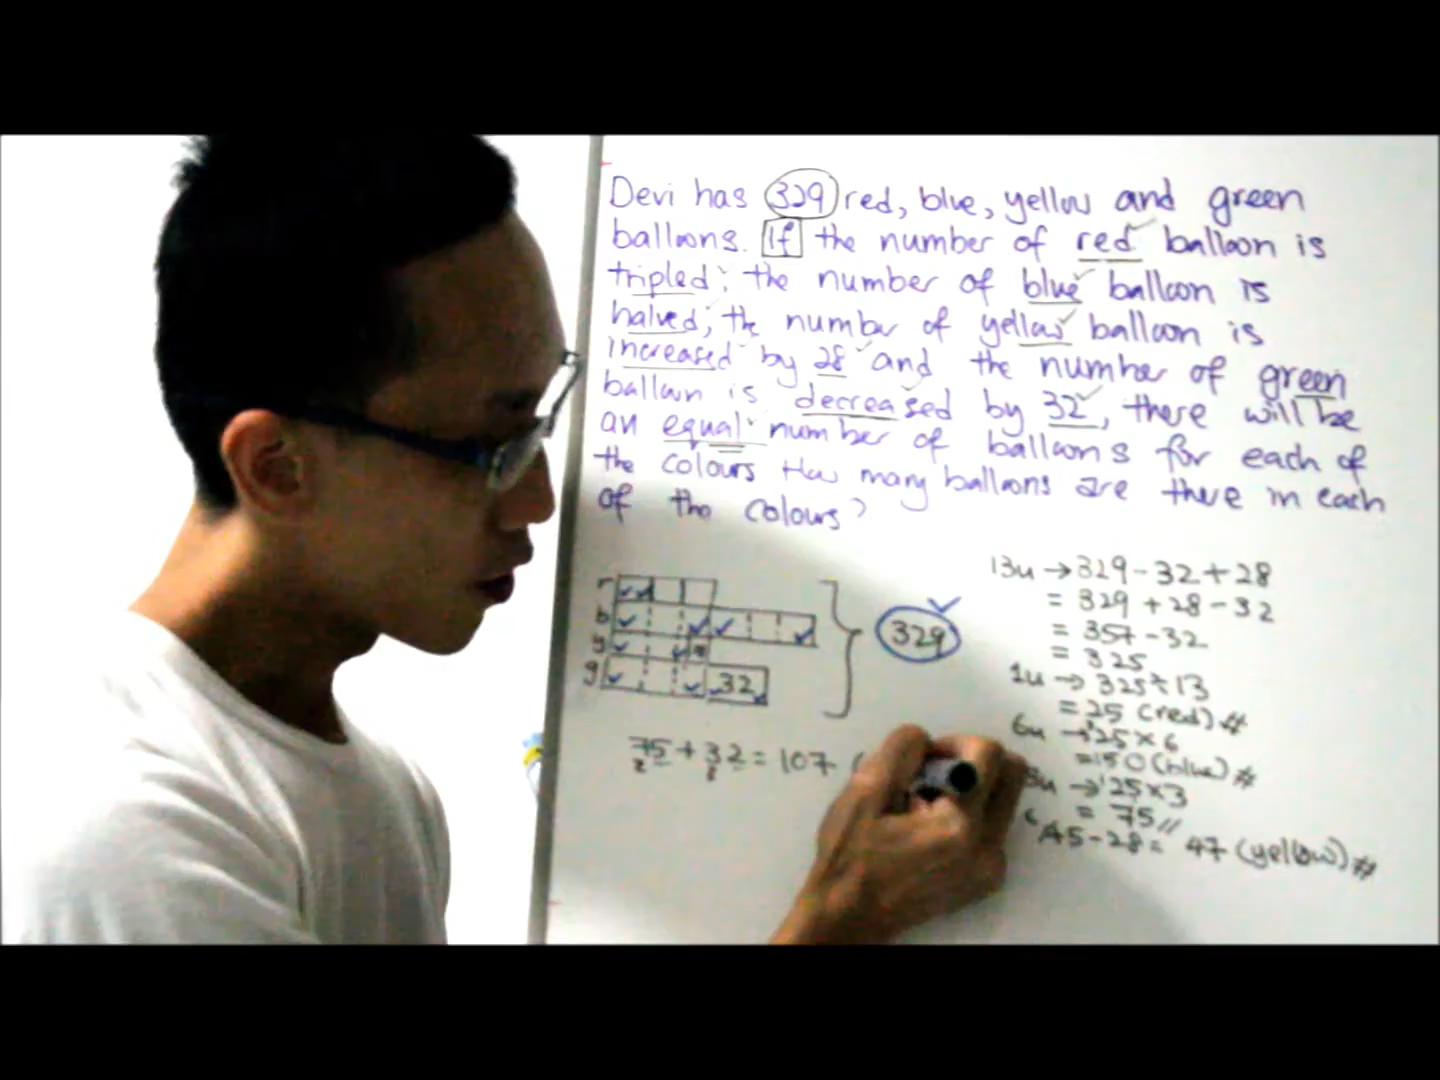 Devi has 329 red, blue, yellow and green
balloons. If the number of red balloon is
tripled; the number of blue balloon is
halved; the number of yellow balloon is
increased by 28 and the number of green
balloon is decreased by 32, there will be
an equal number of balloons for each of
the colours How many balloons are there in each
of the colours?
r
b
y
g 32
329
75 + 32 = 107 (
13u → 329 - 32 + 28
= 329 + 28 - 32
= 357 - 32
= 325
1u → 325 ÷ 13
= 25 (red) #
6u → 25 × 6
= 150 (blue) #
3u → 25 × 3
= 75 //
- 28 = 47 (yellow) #